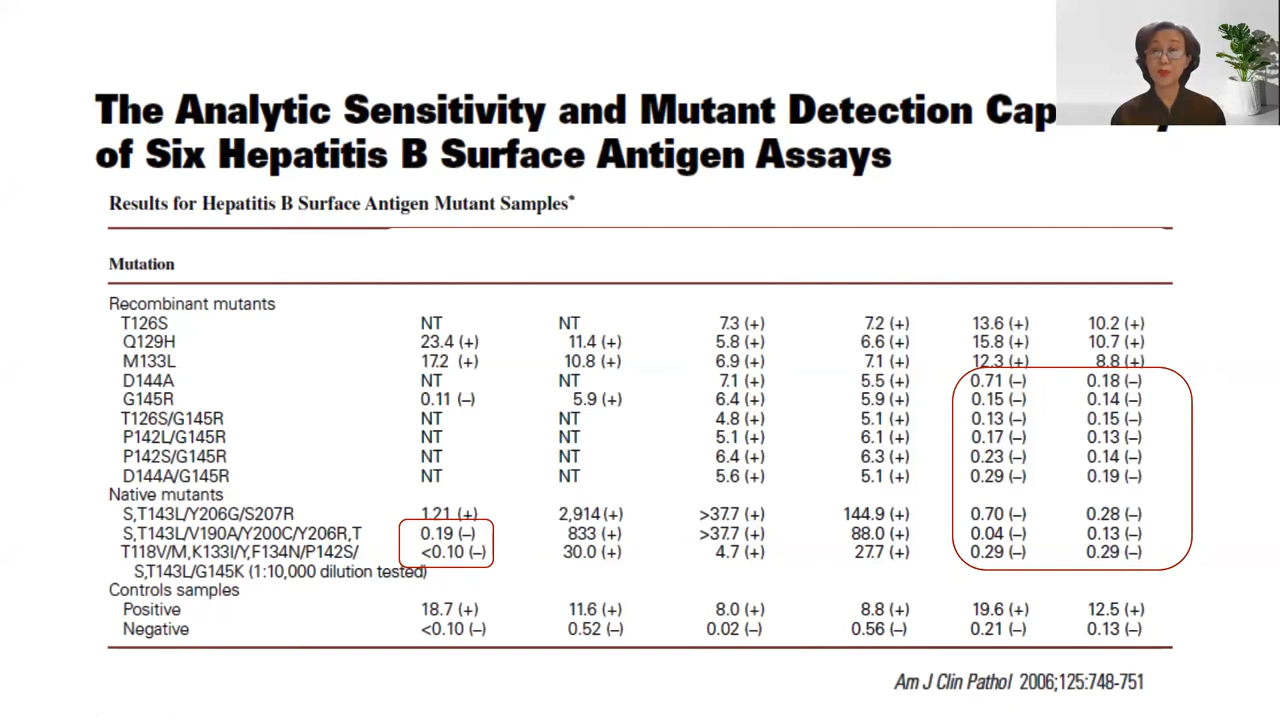 The Analytic Sensitivity and Mutant Detection Cap
of Six Hepatitis B Surface Antigen Assays
Results for Hepatitis B Surface Antigen Mutant Samples*
Mutation
Recombinant mutants
T126S NT NT 7.3 (+) 7.2 (+) 13.6 (+) 10.2 (+)
Q129H 23.4 (+) 11.4 (+) 5.8 (+) 6.6 (+) 15.8 (+) 10.7 (+)
M133L 17.2 (+) 10.8 (+) 6.9 (+) 7.1 (+) 12.3 (+) 8.8 (+)
D144A NT NT 7.1 (+) 5.5 (+) 0.71 (–) 0.18 (–)
G145R 0.11 (–) 5.9 (+) 6.4 (+) 5.9 (+) 0.15 (–) 0.14 (–)
T126S/G145R NT NT 4.8 (+) 5.1 (+) 0.13 (–) 0.15 (–)
P142L/G145R NT NT 5.1 (+) 6.1 (+) 0.17 (–) 0.13 (–)
P142S/G145R NT NT 6.4 (+) 6.3 (+) 0.23 (–) 0.14 (–)
D144A/G145R NT NT 5.6 (+) 5.1 (+) 0.29 (–) 0.19 (–)
Native mutants
S,T143L/Y206G/S207R 1.21 (+) 2,914 (+) >37.7 (+) 144.9 (+) 0.70 (–) 0.28 (–)
S,T143L/V190A/Y200C/Y206R,T 0.19 (–) 833 (+) >37.7 (+) 88.0 (+) 0.04 (–) 0.13 (–)
T118V/M,K133I/Y,F134N/P142S/ <0.10 (–) 30.0 (+) 4.7 (+) 27.7 (+) 0.29 (–) 0.29 (–)
S,T143L/G145K (1:10,000 dilution tested)
Controls samples
Positive 18.7 (+) 11.6 (+) 8.0 (+) 8.8 (+) 19.6 (+) 12.5 (+)
Negative <0.10 (–) 0.52 (–) 0.02 (–) 0.56 (–) 0.21 (–) 0.13 (–)
Am J Clin Pathol 2006;125:748-751